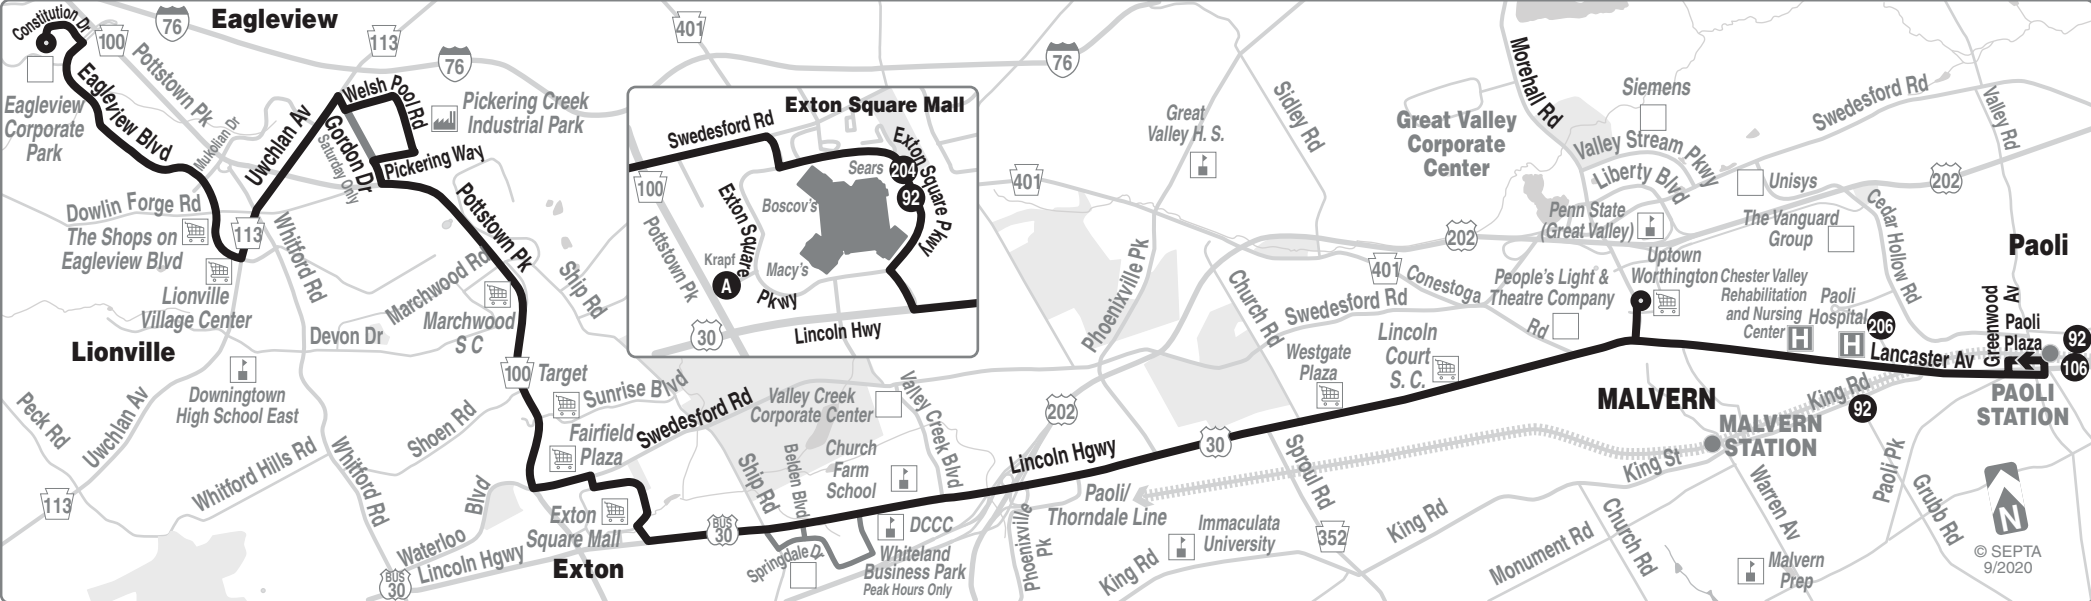 Constitution Dr
100
76
Eagleview
113
76
401
76
Pottstown Pk
Eagleview
Corporate
Park
Eagleview Blvd
Mukolian Dr
Uwchlan Av
Welsh Pool Rd
Gordon Dr
Saturday Only
Pickering Way
Pickering Creek
Industrial Park
Dowlin Forge Rd
The Shops on
Eagleview Blvd
113
Lionville
Village Center
Whitford Rd
Pottstown Pk
Marchwood Rd
Marchwood
S C
Ship Rd
Devon Dr
Lionville
Downingtown
High School East
Peck Rd
Uwchlan Av
113
Whitford Hills Rd
Whitford Rd
Shoen Rd
100
Target
Sunrise Blvd
Fairfield
Plaza
Swedesford Rd
Waterloo
Blvd
Lincoln Hgwy
BUS
30
Exton
Square Mall
Exton
Exton Square Mall
Swedesford Rd
100
Pottstown Pk
Exton Square
Pkwy
Exton Square Pkwy
Sears
204
92
Boscov's
Macy's
Krapf
A
30
Lincoln Hwy
BUS
30
Valley Creek
Corporate Center
Valley Creek Blvd
Ship Rd
Belden Blvd
Church
Farm
School
Springdale D.
DCCC
Whiteland
Business Park
Peak Hours Only
Lincoln Hgwy
202
Phoenixville Pk
Phoenixville
Pk
Paoli/
Thorndale Line
401
Great
Valley H. S.
Sidley Rd
Church Rd
30
Sproul Rd
352
Immaculata
University
King Rd
King Rd
Westgate
Plaza
Lincoln
Court
S. C.
Swedesford Rd
401
Conestoga
Rd
202
Great Valley
Corporate
Center
Morehall Rd
Siemens
Swedesford Rd
Valley Rd
Valley Stream Pkwy
Liberty Blvd
Unisys
202
Penn State
(Great Valley)
The Vanguard
Group
Cedar Hollow Rd
People's Light &
Theatre Company
Uptown
Worthington
Chester Valley
Rehabilitation
and Nursing
Center
H
Paoli
Hospital
H
206
Lancaster Av
Greenwood
Av
Paoli
Paoli
Plaza
92
106
PAOLI
STATION
MALVERN
King Rd
92
MALVERN
STATION
King St
Warren Av
Paoli Pk
Grubb Rd
Monument Rd
Church Rd
Malvern
Prep
N
© SEPTA
9/2020